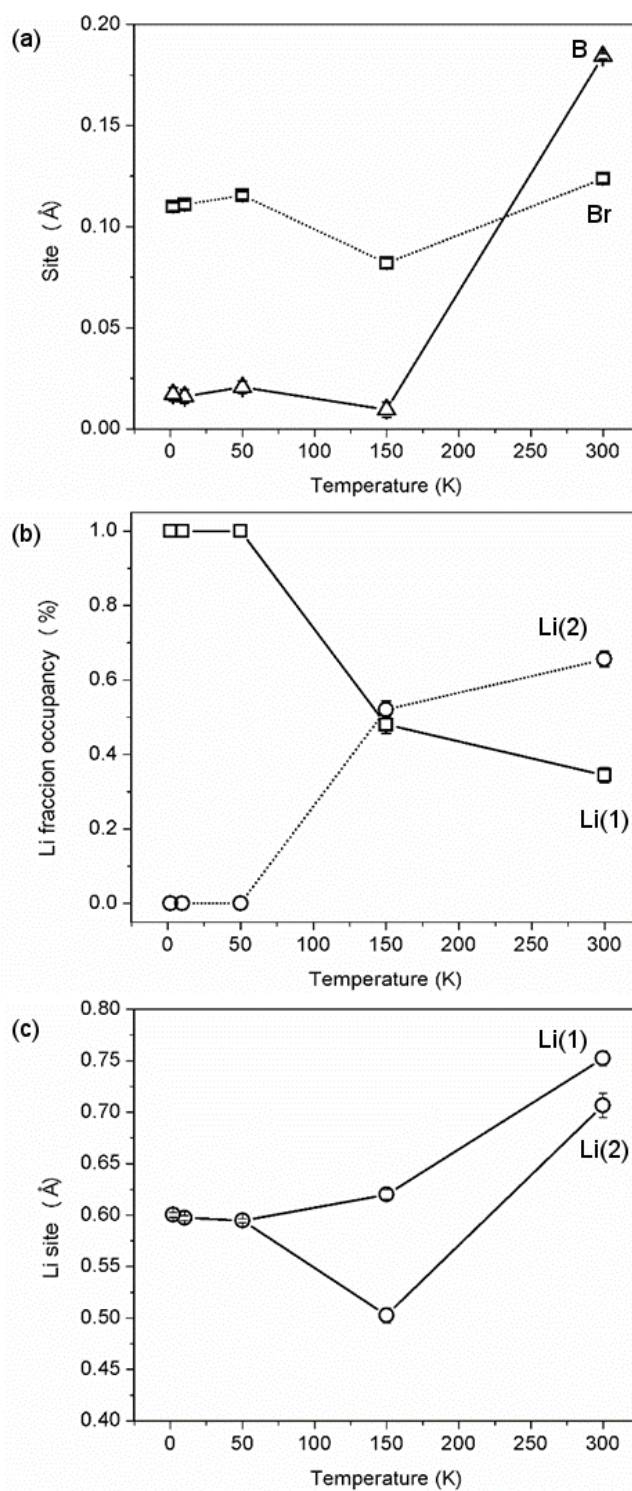 (a)
0.20
0.15
0.10
0.05
0.00
Site ( Å)
B
Br
0 50 100 150 200 250 300
Temperature (K)
(b)
1.0
0.8
0.6
0.4
0.2
0.0
Li fraccion occupancy ( %)
Li(2)
Li(1)
0 50 100 150 200 250 300
Temperature (K)
(c)
0.80
0.75
0.70
0.65
0.60
0.55
0.50
0.45
0.40
Li site ( Å)
Li(1)
Li(2)
0 50 100 150 200 250 300
Temperature (K)